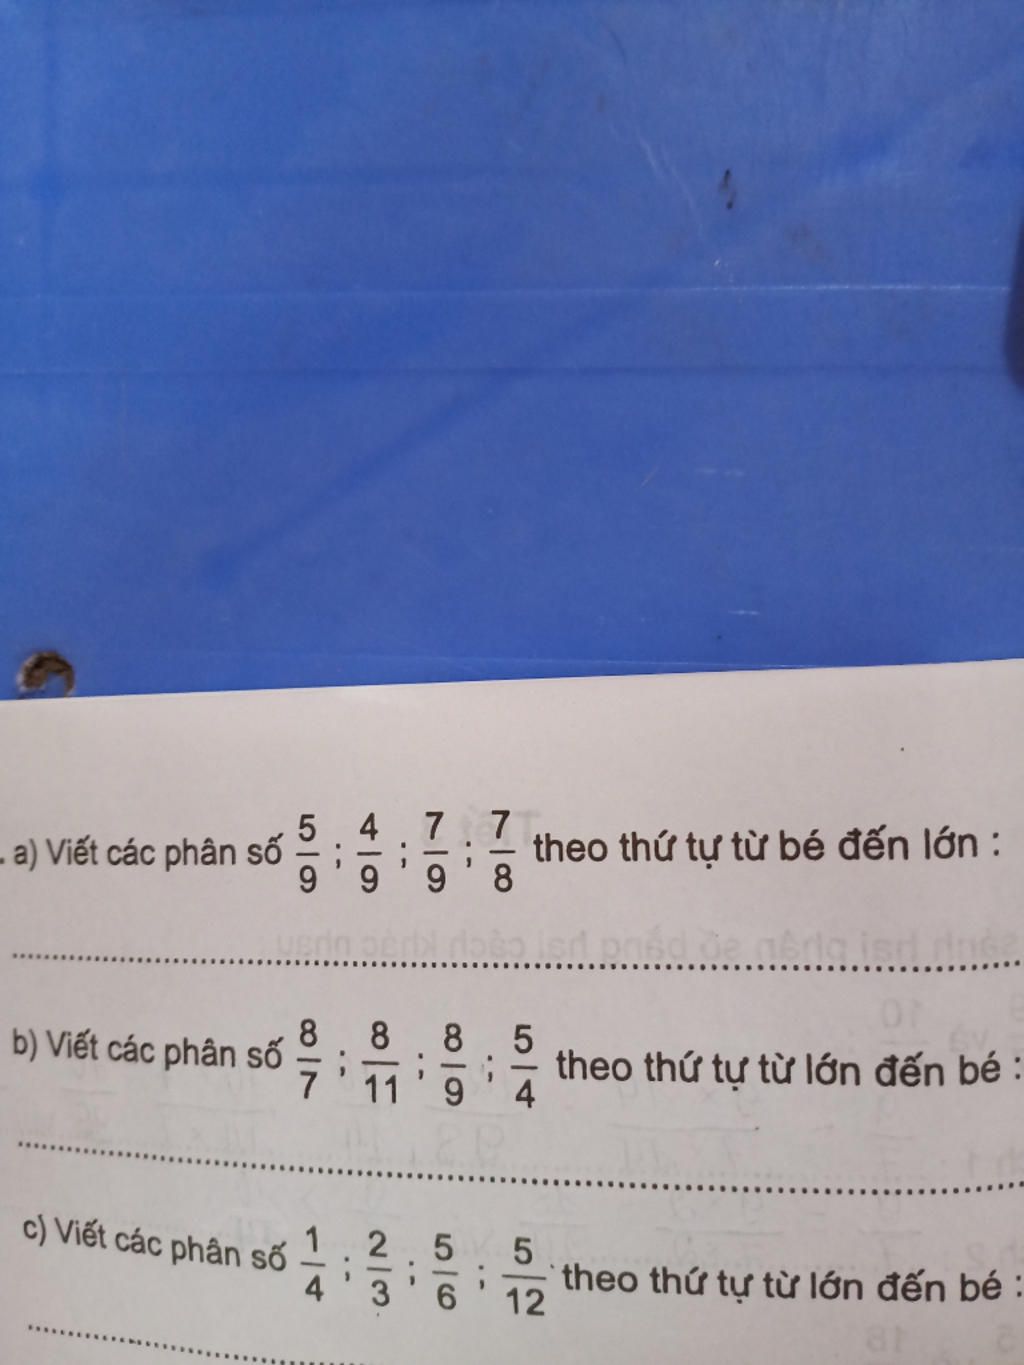 . a) Viết các phân số 5/9 ; 4/9 ; 7/9 ; 7/8 theo thứ tự từ bé đến lớn :
b) Viết các phân số 8/7 ; 8/11 ; 8/9 ; 5/4 theo thứ tự từ lớn đến bé :
c) Viết các phân số 1/4 ; 2/3 ; 5/6 ; 5/12 theo thứ tự từ lớn đến bé :